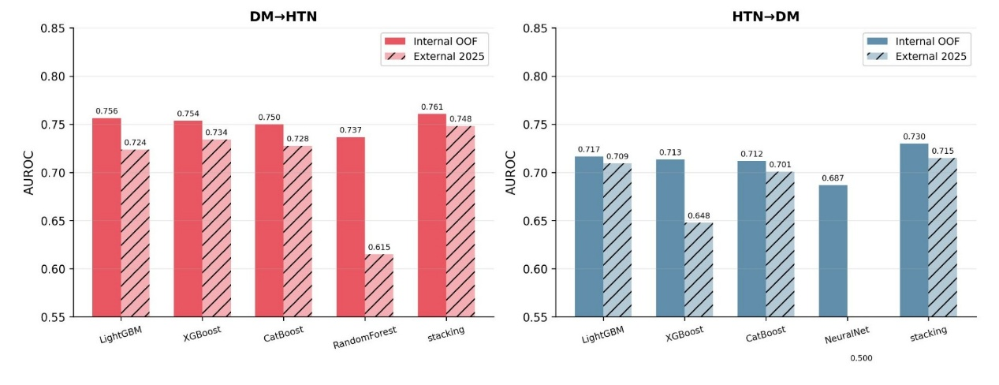 DM→HTN
0.85
0.80
0.75
0.70
0.65
0.60
0.55
AUROC
Internal OOF
External 2025
0.756
0.724
0.754
0.734
0.750
0.728
0.737
0.615
0.761
0.748
LightGBM
XGBoost
CatBoost
RandomForest
stacking
HTN→DM
0.85
0.80
0.75
0.70
0.65
0.60
0.55
AUROC
Internal OOF
External 2025
0.717
0.709
0.713
0.648
0.712
0.701
0.687
0.730
0.715
LightGBM
XGBoost
CatBoost
NeuralNet
stacking
0.500